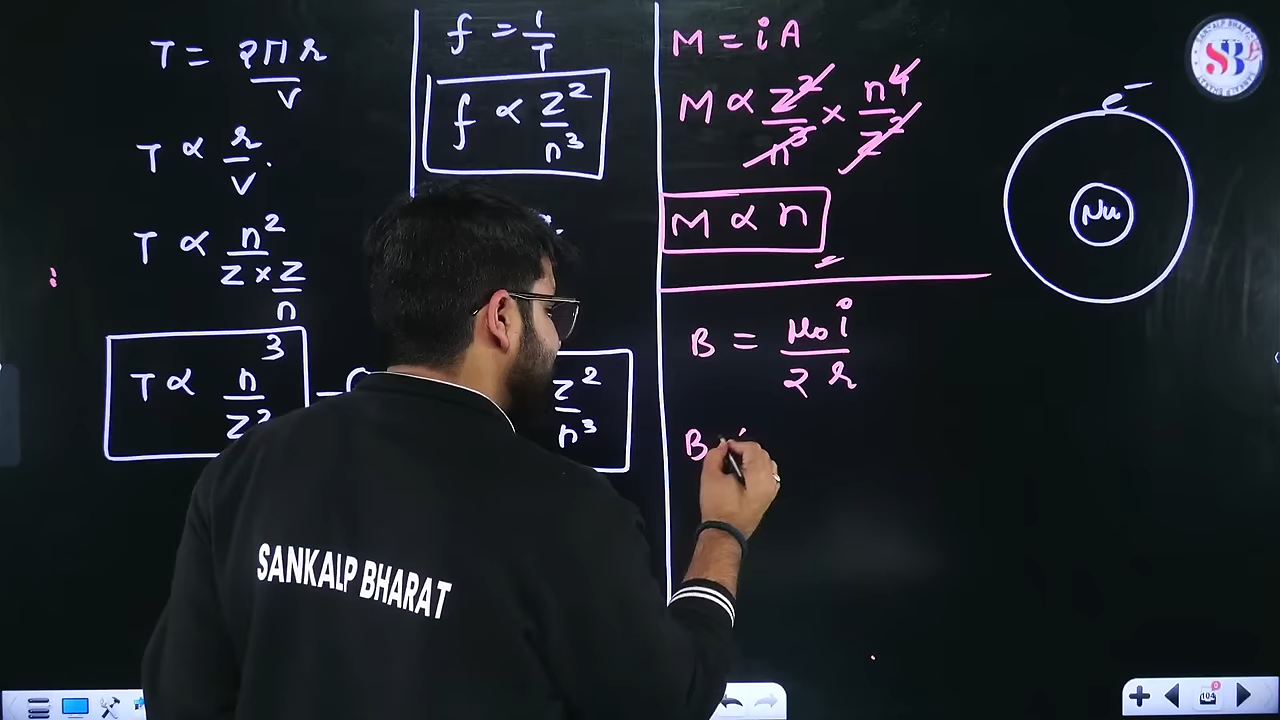 T = 2πr/v
T ∝ r/v.
T ∝ n²/Z × Z/n
T ∝ n³/Z²
f = 1/T
f ∝ Z²/n³
Z²/n³
M = iA
M ∝ Z²/n³ × n⁴/Z²
M ∝ n
B = μ₀i/2r
B
e⁻
Nu
SANKALP BHARAT
SB
104